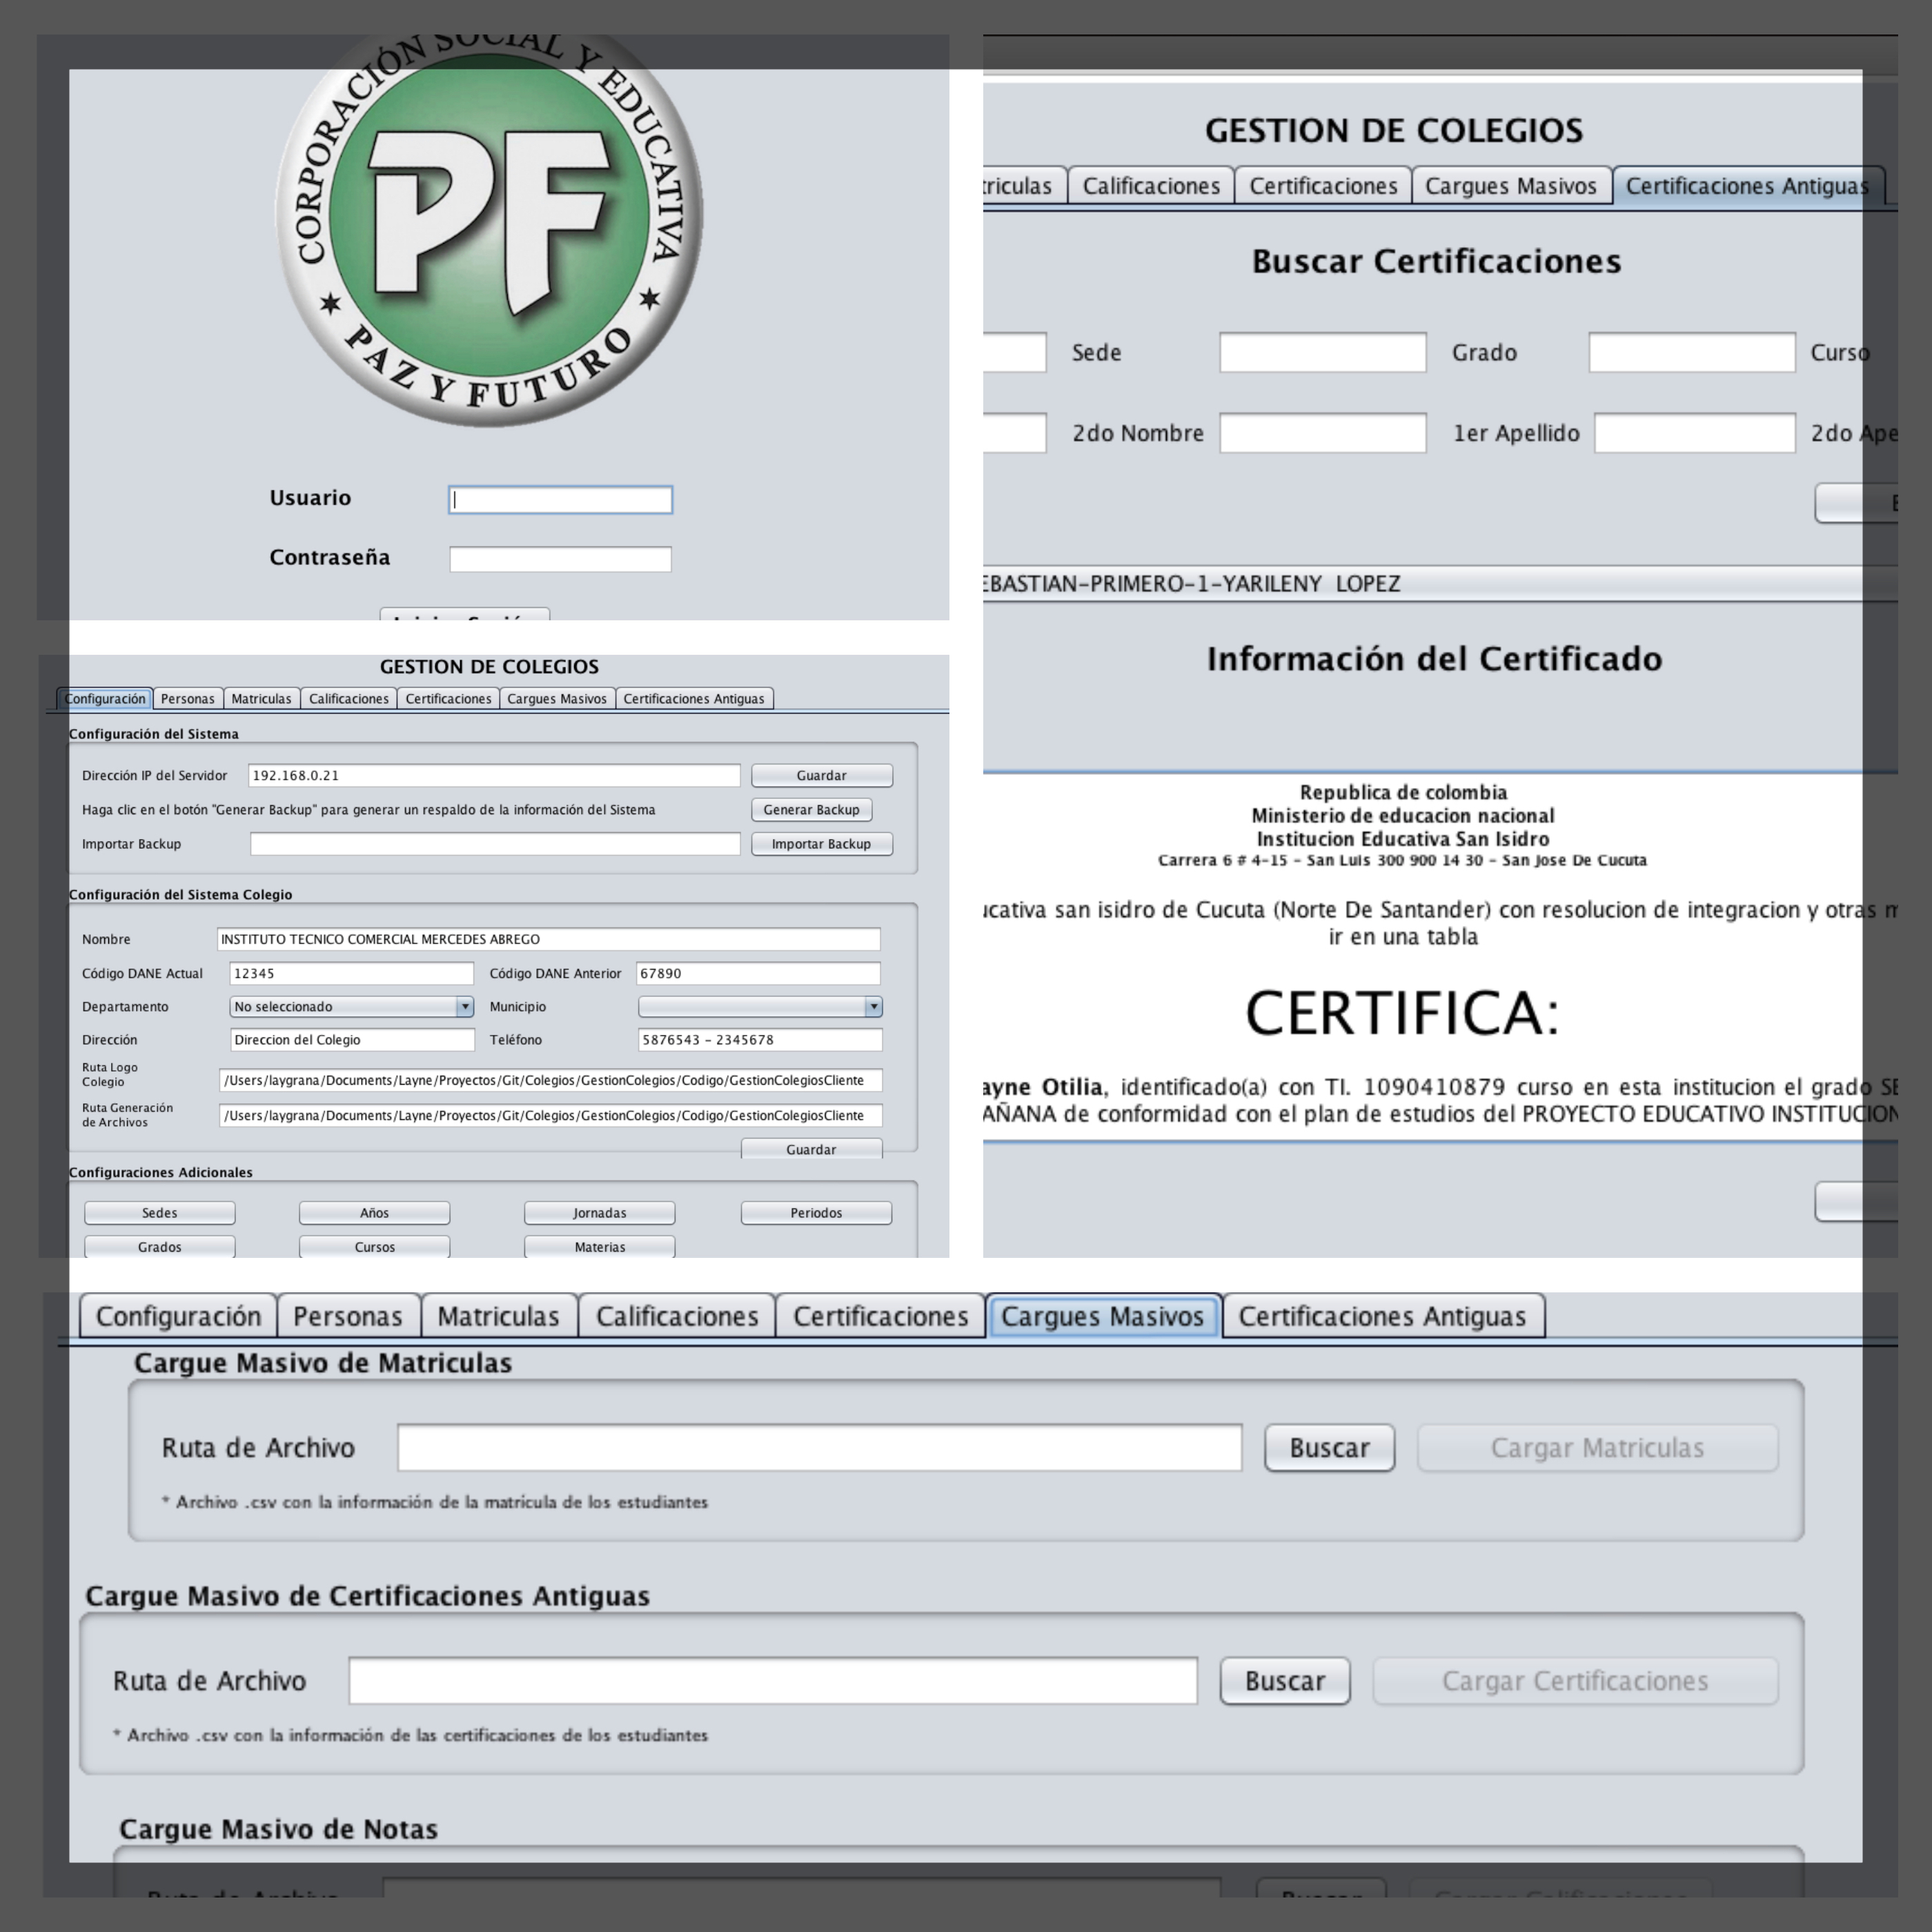 CORPORACIÓN SOCIAL Y EDUCATIVA
PF
PAZ Y FUTURO
Usuario
Contraseña
GESTION DE COLEGIOS
Calificaciones Certificaciones Cargues Masivos Certificaciones Antiguas
Buscar Certificaciones
Sede Grado Curso
2do Nombre 1er Apellido 2do
EBASTIAN-PRIMERO-1-YARILENY LOPEZ
Información del Certificado
Republica de colombia
Ministerio de educacion nacional
Institucion Educativa San Isidro
Carrera 6 # 4-15 - San Luis 300 900 14 30 - San Jose De Cucuta
ucativa san isidro de Cucuta (Norte De Santander) con resolucion de integracion y otras m
ir en una tabla
CERTIFICA:
ayne Otilia, identificado(a) con TI. 1090410879 curso en esta institucion el grado SE
AÑANA de conformidad con el plan de estudios del PROYECTO EDUCATIVO INSTITUCION
GESTION DE COLEGIOS
Configuración Personas Matriculas Calificaciones Certificaciones Cargues Masivos Certificaciones Antiguas
Configuración del Sistema
Dirección IP del Servidor 192.168.0.21 Guardar
Haga clic en el botón "Generar Backup" para generar un respaldo de la información del Sistema Generar Backup
Importar Backup Importar Backup
Configuración del Sistema Colegio
Nombre INSTITUTO TECNICO COMERCIAL MERCEDES ABREGO
Código DANE Actual 12345 Código DANE Anterior 67890
Departamento No seleccionado Municipio
Dirección Direccion del Colegio Teléfono 5876543 - 2345678
Ruta Logo
Colegio /Users/laygrana/Documents/Layne/Proyectos/Git/Colegios/GestionColegios/Codigo/GestionColegiosCliente
Ruta Generación
de Archivos /Users/laygrana/Documents/Layne/Proyectos/Git/Colegios/GestionColegios/Codigo/GestionColegiosCliente
Guardar
Configuraciones Adicionales
Sedes Años Jornadas Periodos
Grados Cursos Materias
Configuración Personas Matriculas Calificaciones Certificaciones Cargues Masivos Certificaciones Antiguas
Cargue Masivo de Matriculas
Ruta de Archivo Buscar Cargar Matriculas
* Archivo .csv con la información de la matrícula de los estudiantes
Cargue Masivo de Certificaciones Antiguas
Ruta de Archivo Buscar Cargar Certificaciones
* Archivo .csv con la información de las certificaciones de los estudiantes
Cargue Masivo de Notas